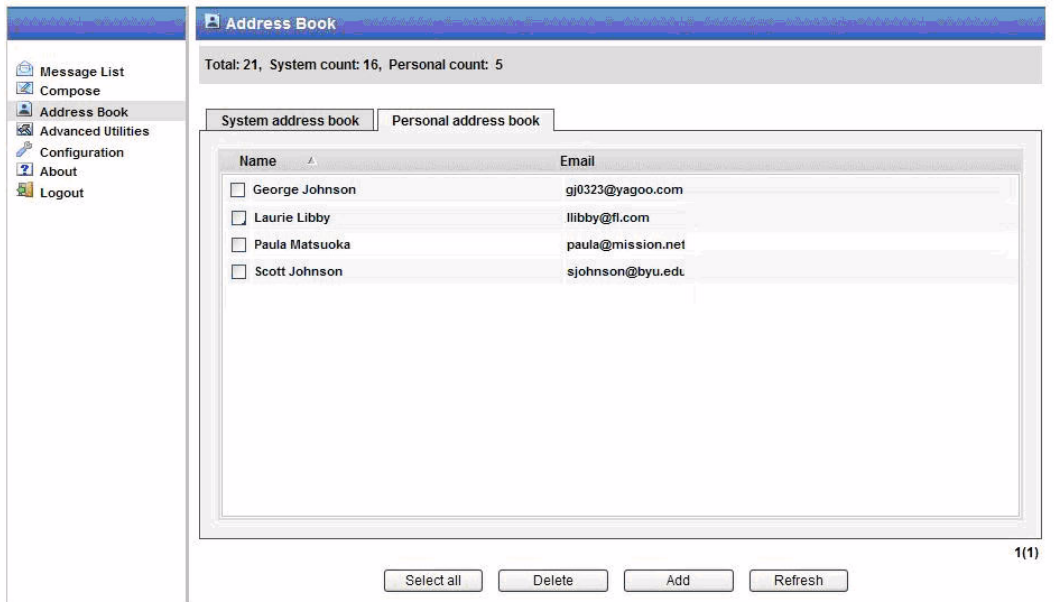 Address Book
Total: 21, System count: 16, Personal count: 5
Message List
Compose
Address Book
Advanced Utilities
Configuration
About
Logout
System address book
Personal address book
Name Email
George Johnson gj0323@yagoo.com
Laurie Libby llibby@fl.com
Paula Matsuoka paula@mission.net
Scott Johnson sjohnson@byu.edu
1(1)
Select all Delete Add Refresh